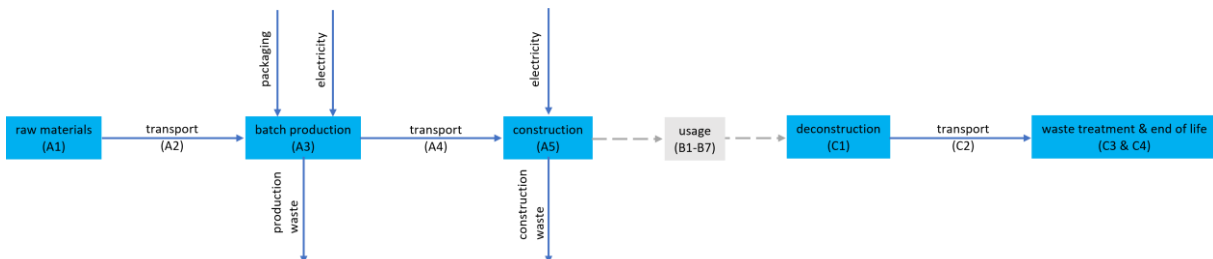 packaging
electricity
electricity
raw materials
(A1)
transport
(A2)
batch production
(A3)
transport
(A4)
construction
(A5)
usage
(B1-B7)
deconstruction
(C1)
transport
(C2)
waste treatment & end of life
(C3 & C4)
production
waste
construction
waste